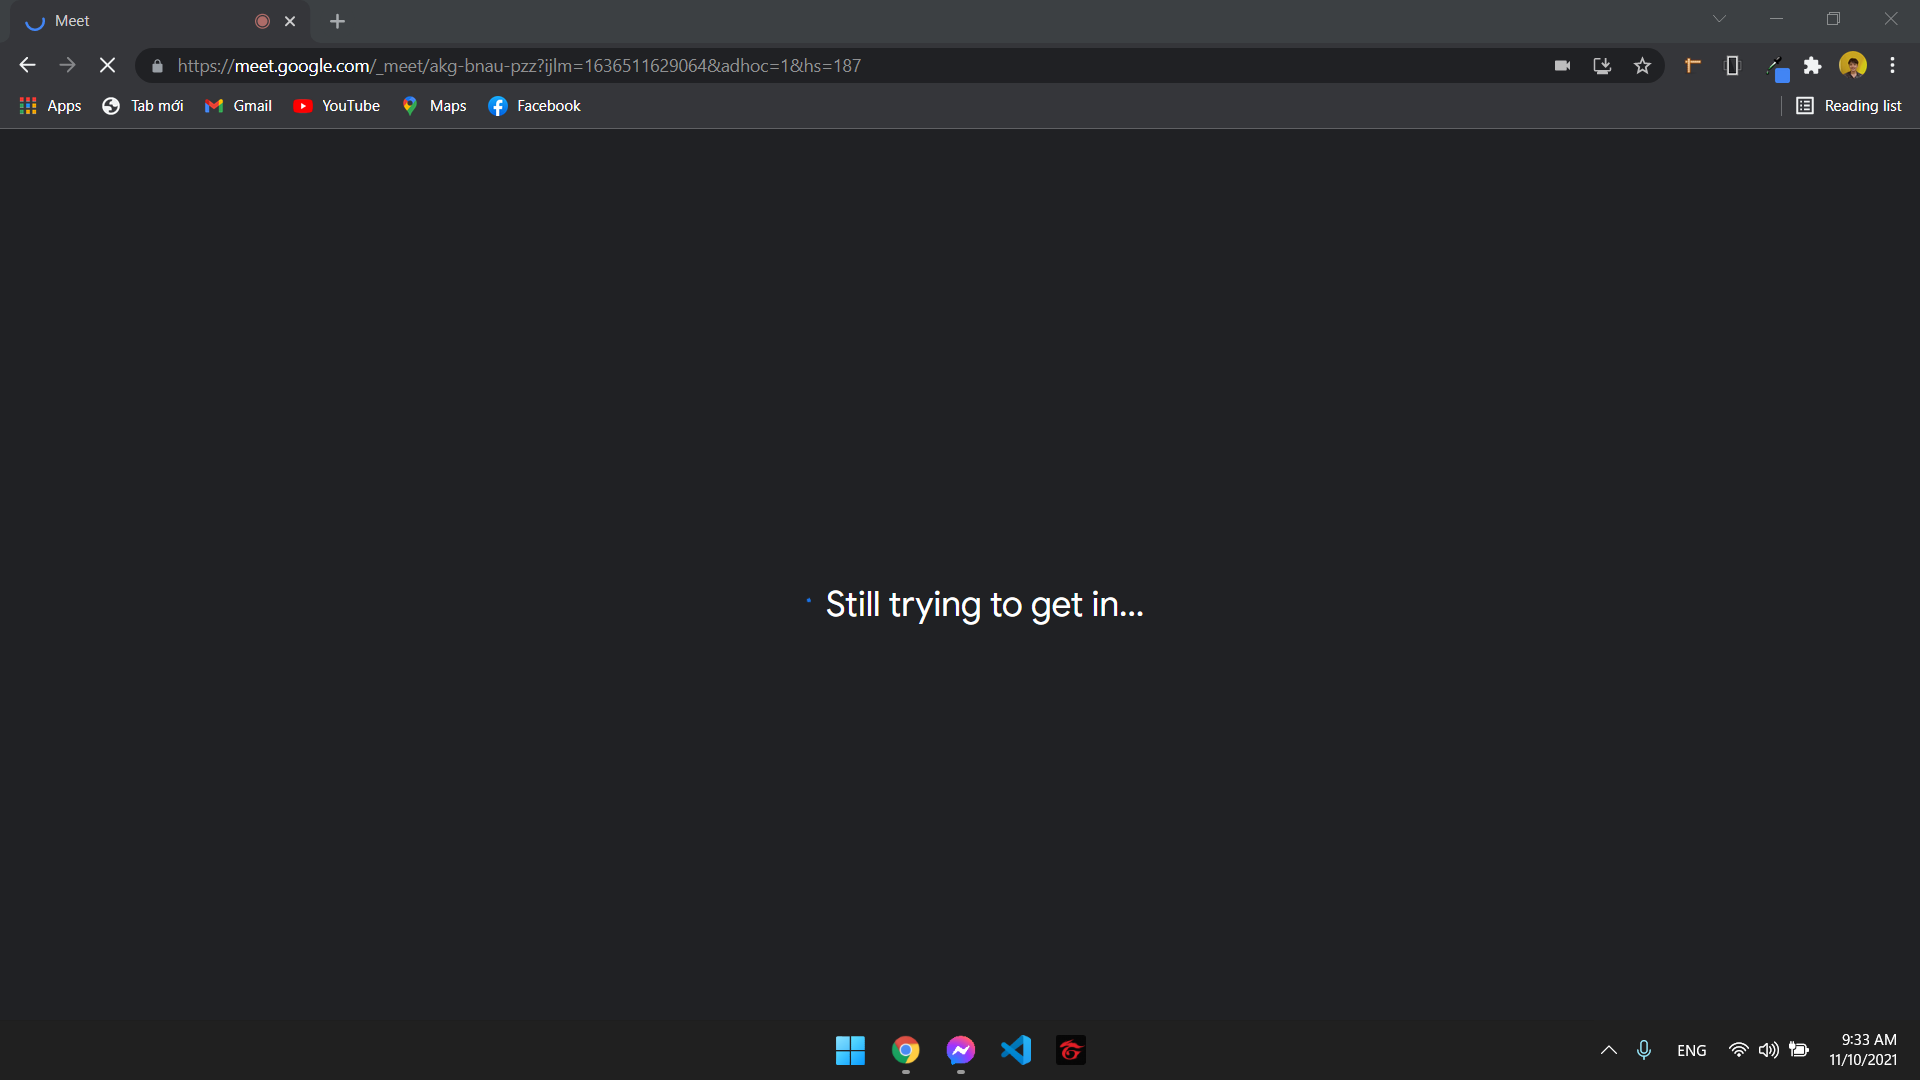 Meet
https://meet.google.com/_meet/akg-bnau-pzz?ijlm=1636511629064&adhoc=1&hs=187
Apps Tab mới Gmail YouTube Maps Facebook Reading list
Still trying to get in...
ENG
9:33 AM
11/10/2021